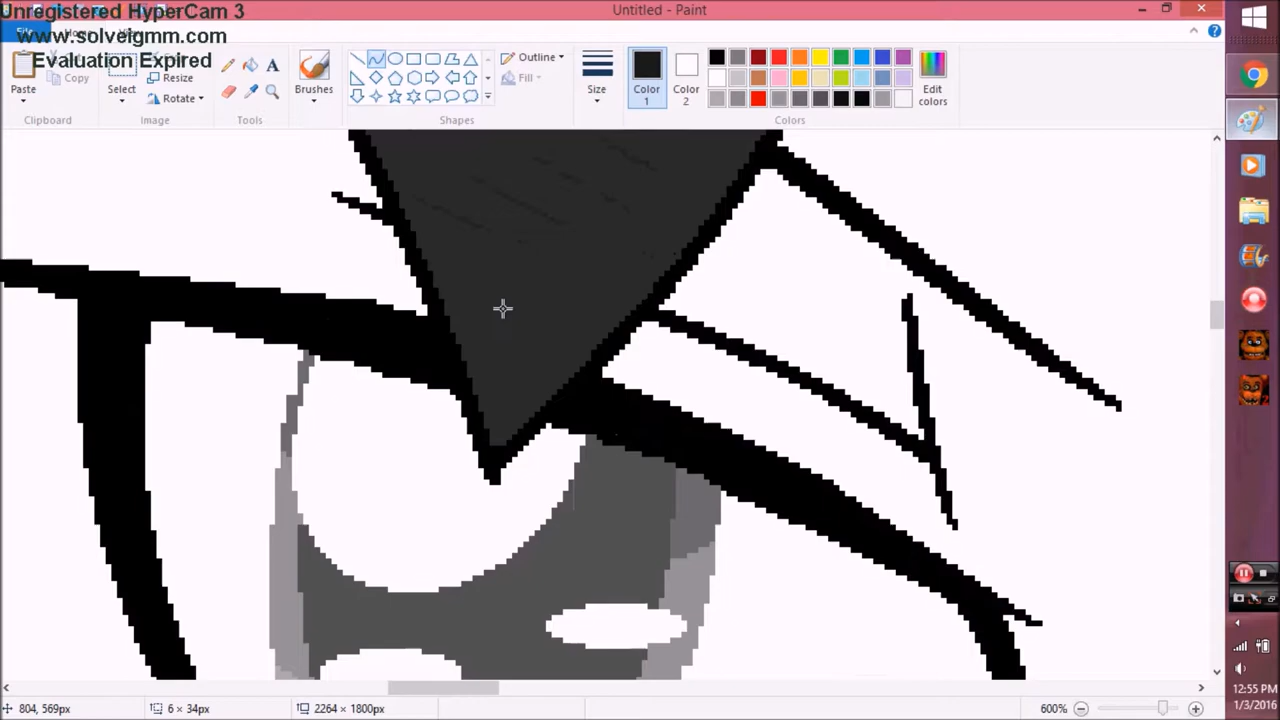 Untitled - Paint
Unregistered HyperCam 3
www.solveigmm.com
Evaluation Expired
File
Paste
Copy
Clipboard
Select
Resize
Rotate
Image
Tools
Brushes
Shapes
Outline
Fill
Size
Color 1
Color 2
Edit colors
Colors
804, 569px
6 × 34px
2264 × 1800px
600%
12:55 PM
1/3/2016